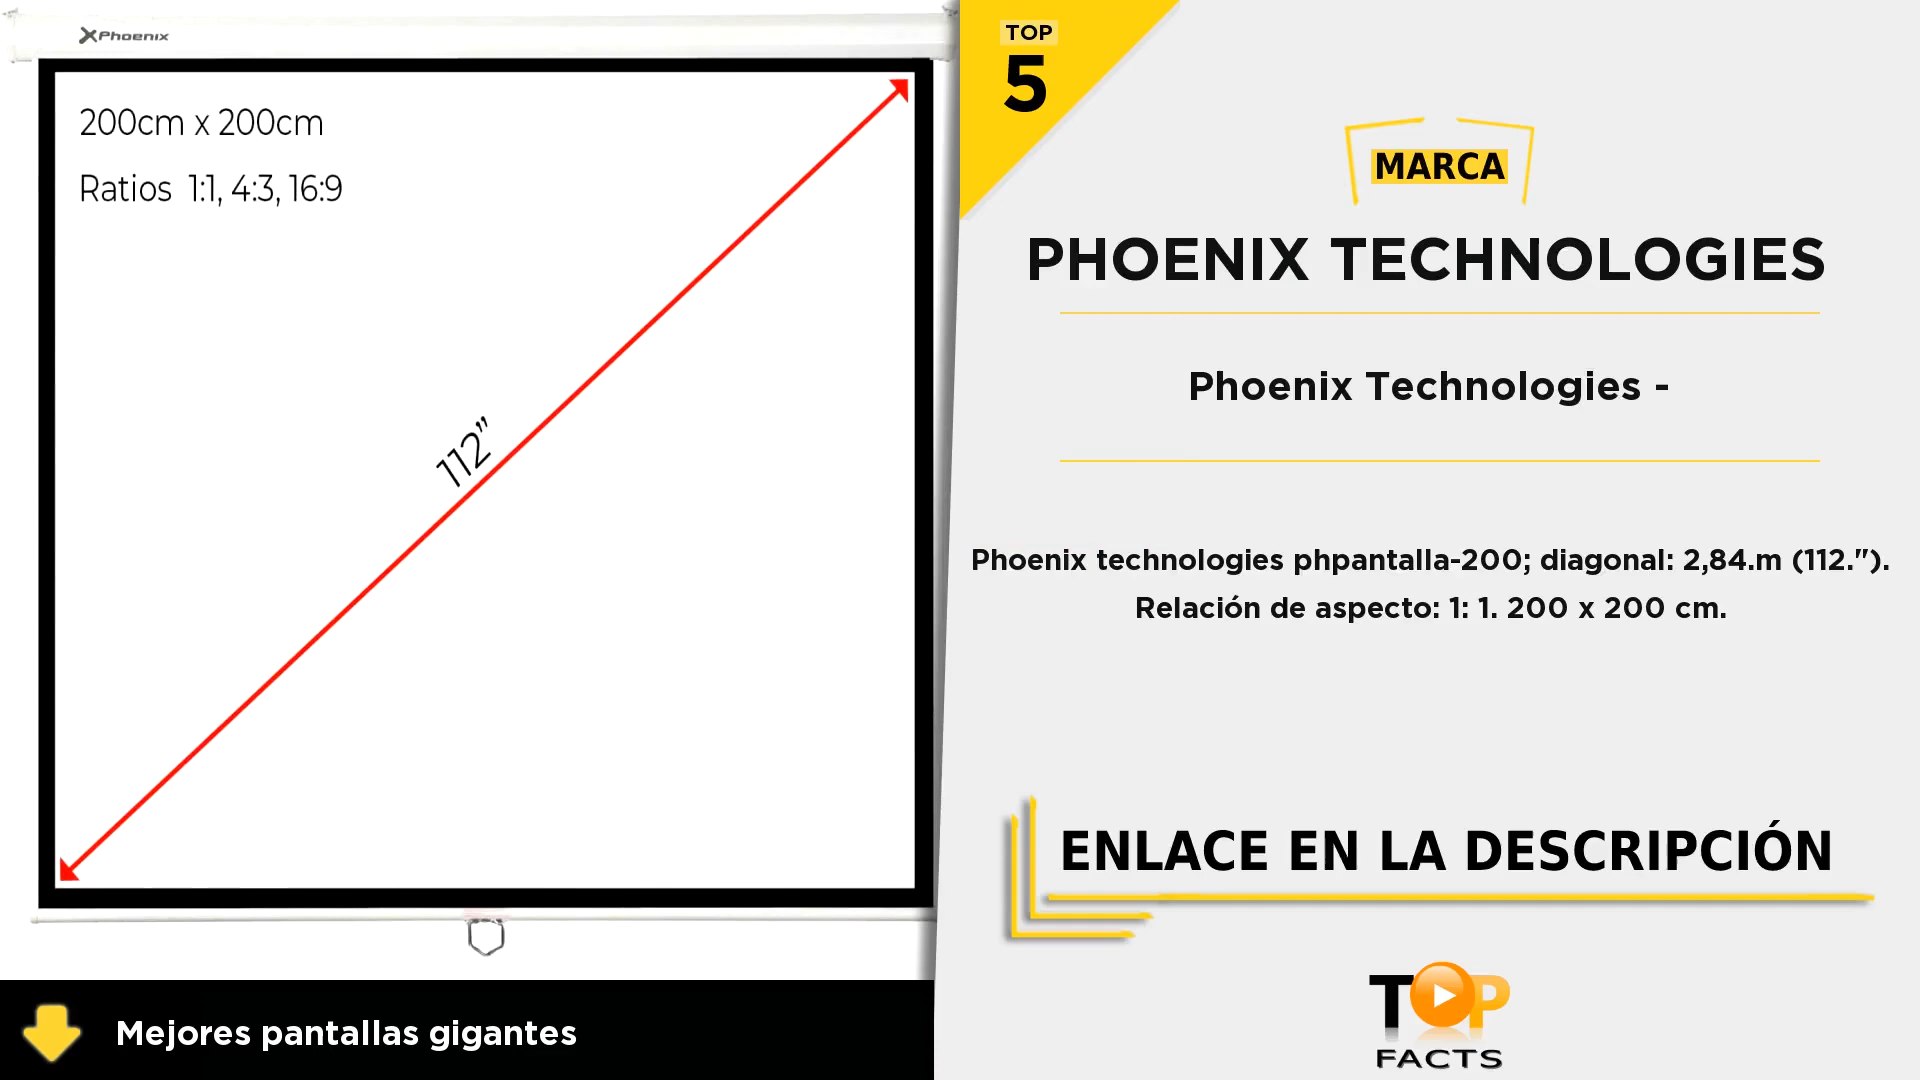 Phoenix
200cm x 200cm
Ratios 1:1, 4:3, 16:9
112”
TOP
5
MARCA
PHOENIX TECHNOLOGIES
Phoenix Technologies -
Phoenix technologies phpantalla-200; diagonal: 2,84.m (112.").
Relación de aspecto: 1: 1. 200 x 200 cm.
ENLACE EN LA DESCRIPCIÓN
TOP
FACTS
Mejores pantallas gigantes